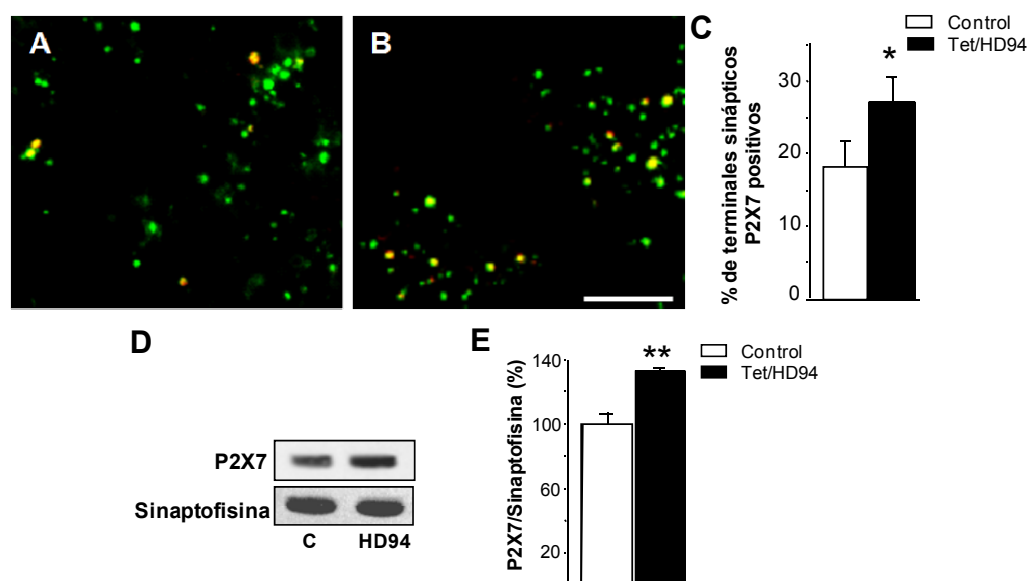 A
B
C
Control
Tet/HD94
*
30
20
10
0
% de terminales sinápticos
P2X7 positivos
D
P2X7
Sinaptofisina
C
HD94
E
**
Control
Tet/HD94
140
100
60
20
P2X7/Sinaptofisina (%)